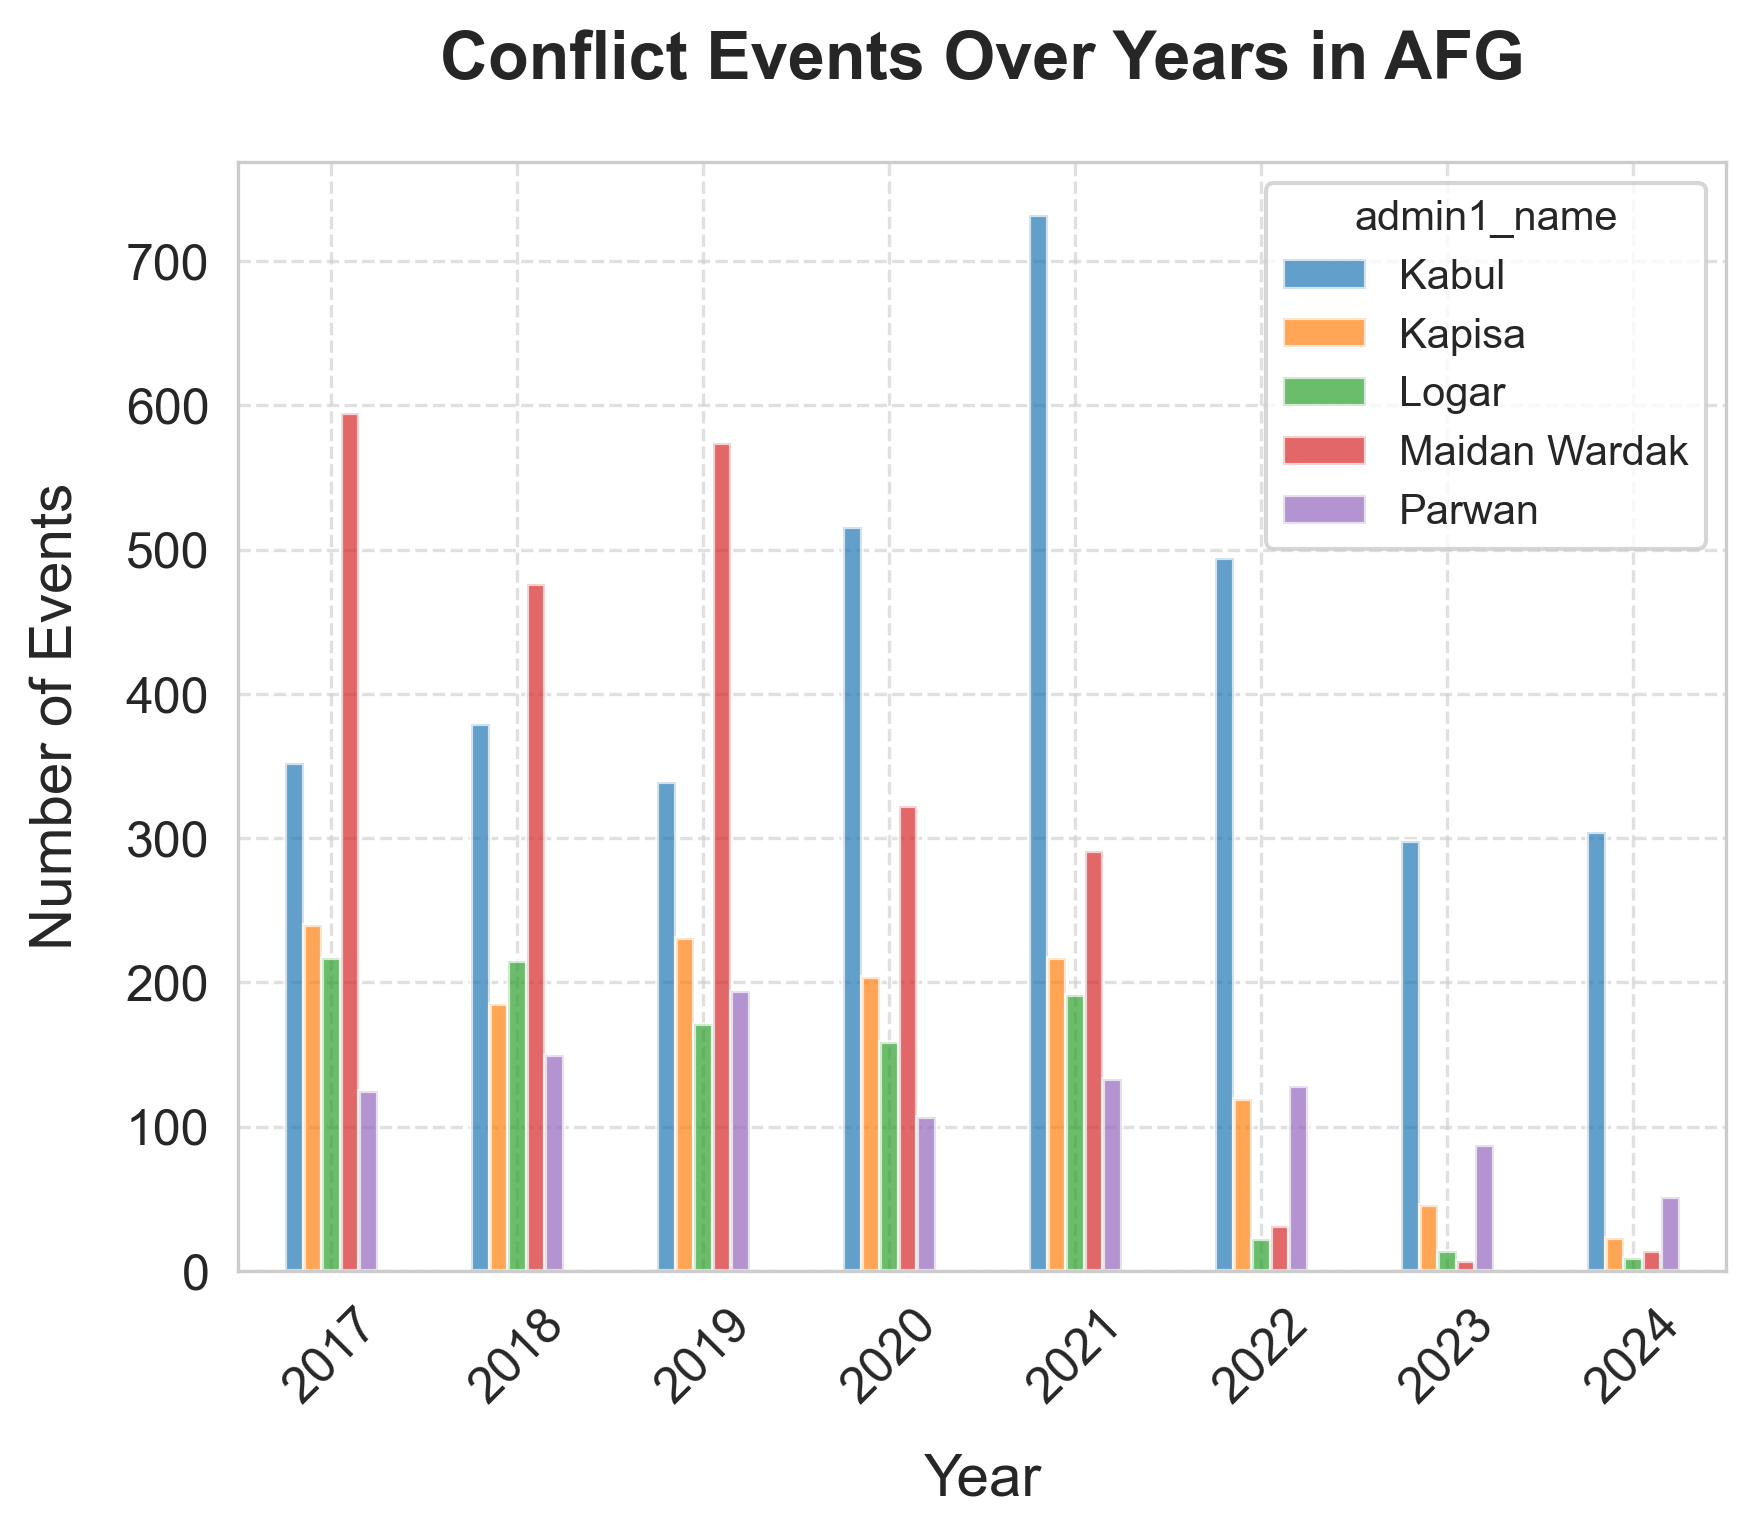 Conflict Events Over Years in AFG
admin1_name
Kabul
Kapisa
Logar
Maidan Wardak
Parwan
Number of Events
700
600
500
400
300
200
100
0
2017
2018
2019
2020
2021
2022
2023
2024
Year